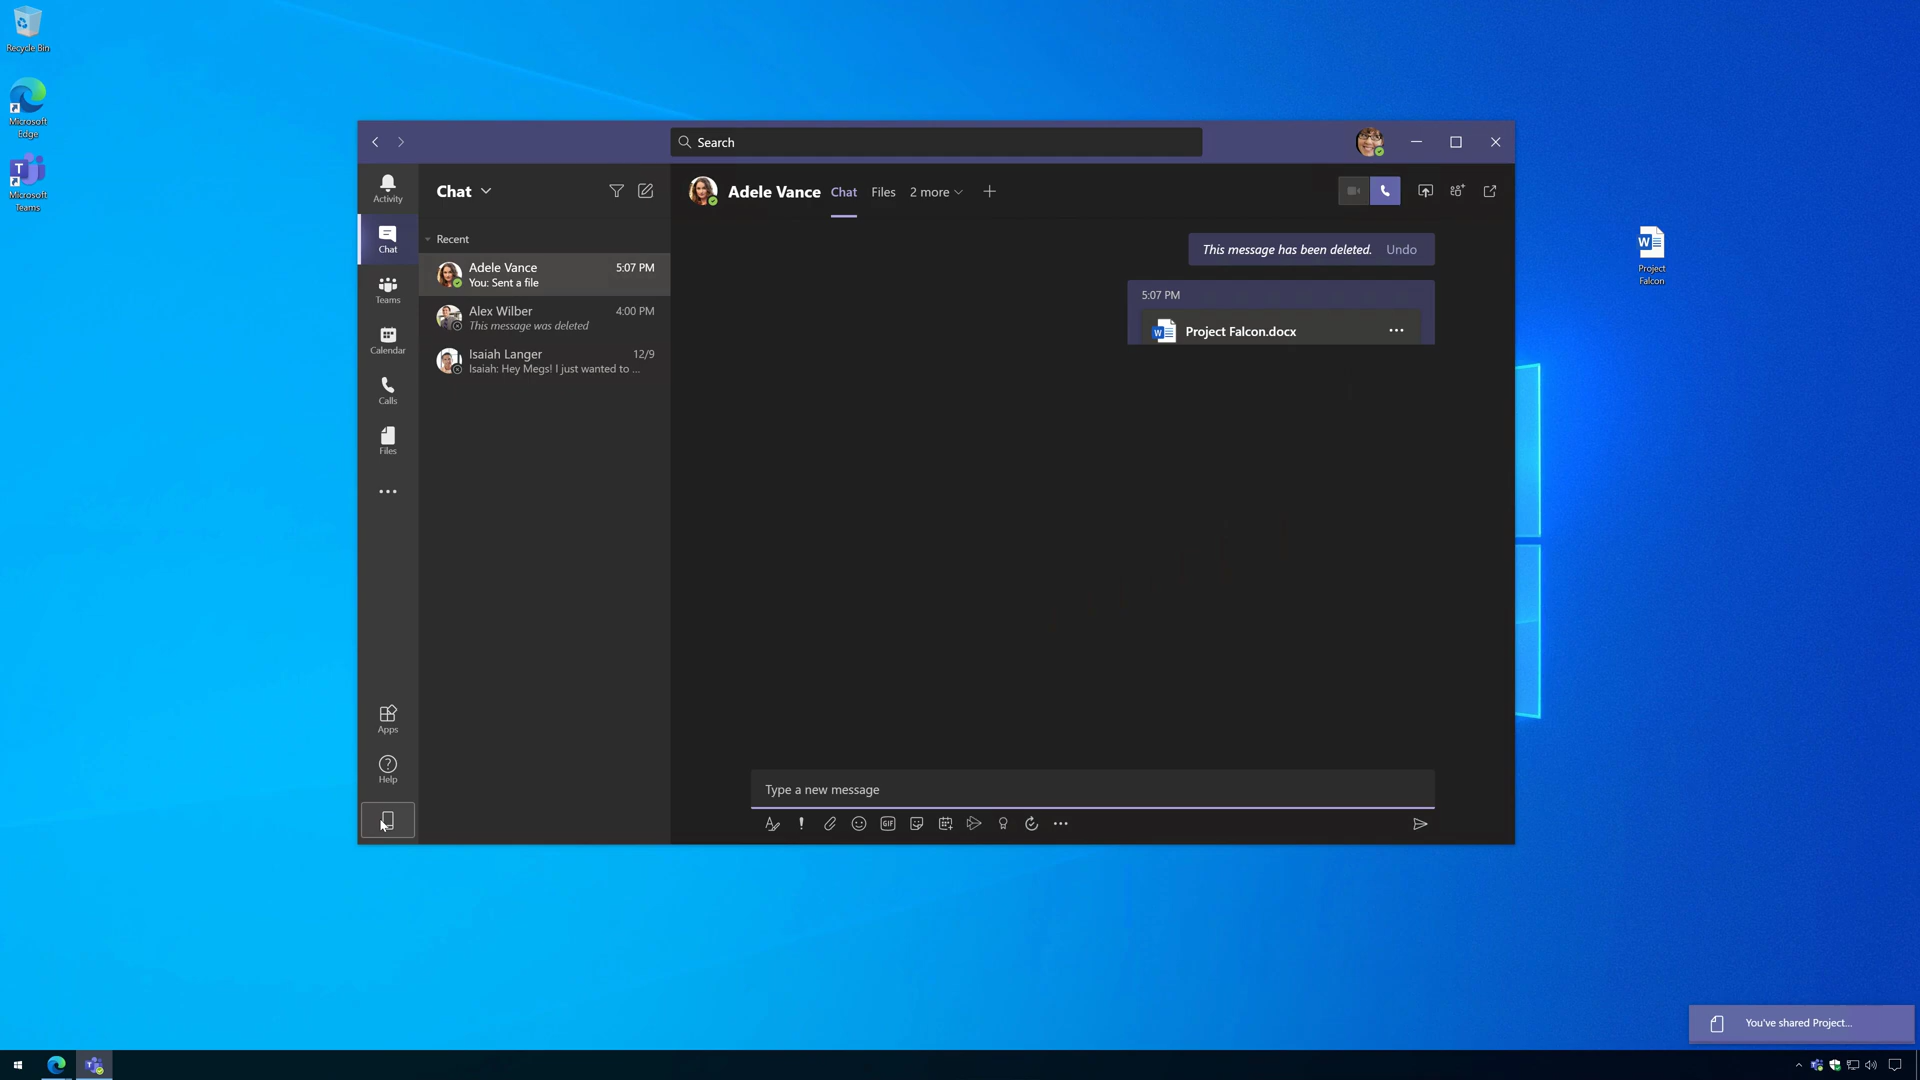 Recycle Bin
Microsoft
Edge
Microsoft
Teams
Search
Activity
Chat
Teams
Calendar
Calls
Files
Apps
Help
Chat
Recent
Adele Vance 5:07 PM
You: Sent a file
Alex Wilber 4:00 PM
This message was deleted
Isaiah Langer 12/9
Isaiah: Hey Megs! I just wanted to ...
Adele Vance Chat Files 2 more
This message has been deleted. Undo
5:07 PM
Project Falcon.docx
Type a new message
GIF
Project
Falcon
You've shared Project...